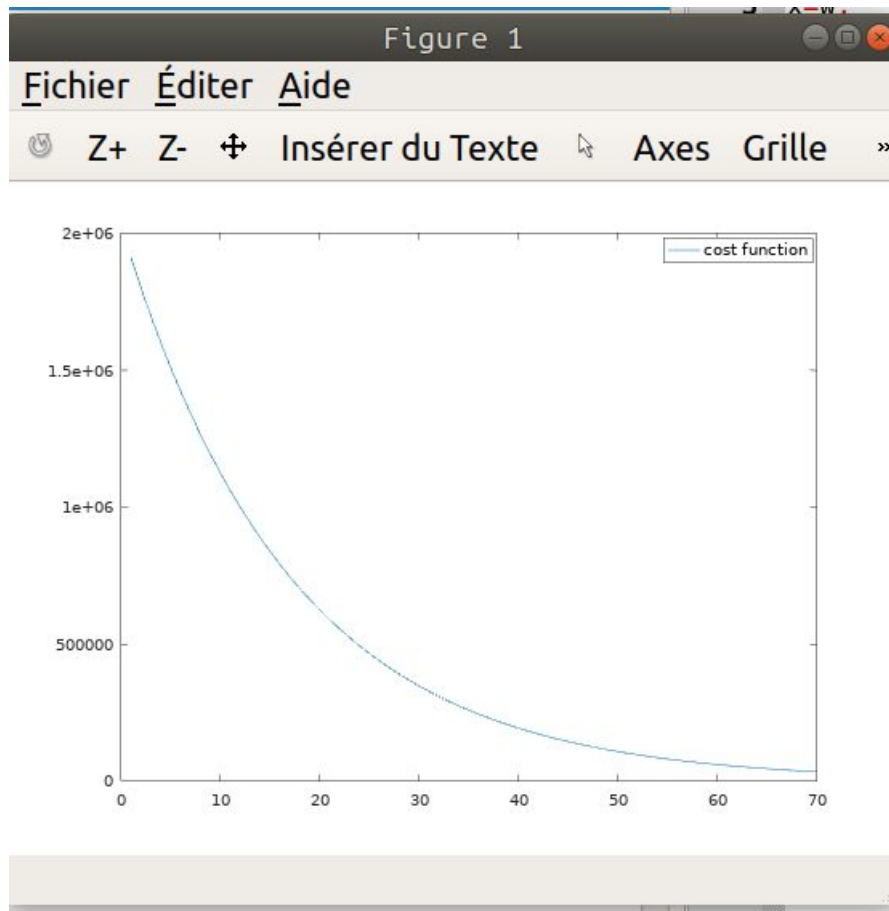 Figure 1
Fichier Éditer Aide
Z+ Z- Insérer du Texte Axes Grille »
2e+06
cost function
1.5e+06
1e+06
500000
0
0 10 20 30 40 50 60 70